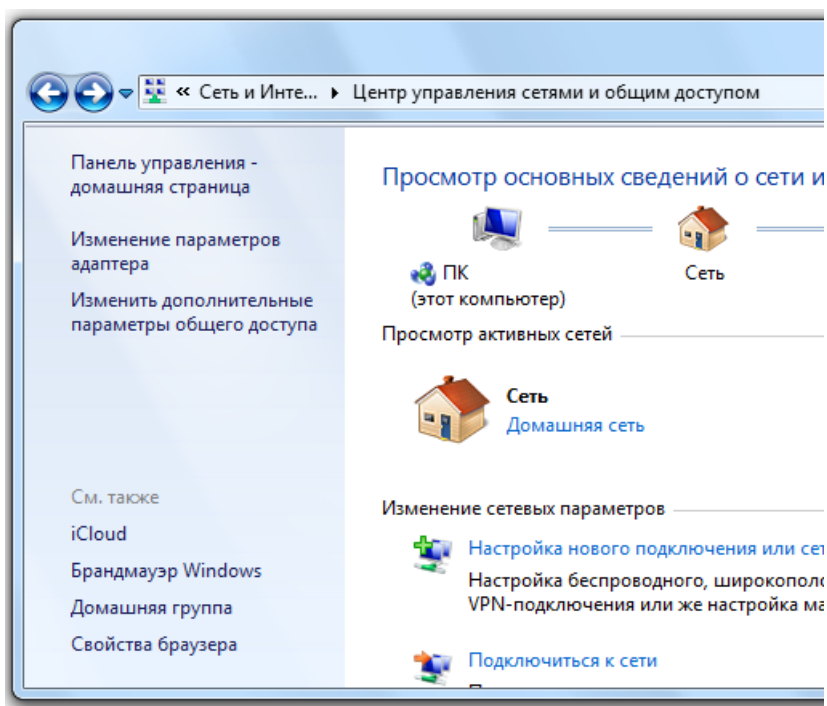 « Сеть и Инте... Центр управления сетями и общим доступом
Панель управления -
домашняя страница
Изменение параметров
адаптера
Изменить дополнительные
параметры общего доступа
См. также
iCloud
Брандмауэр Windows
Домашняя группа
Свойства браузера
Просмотр основных сведений о сети и
ПК
(этот компьютер)
Сеть
Просмотр активных сетей
Сеть
Домашняя сеть
Изменение сетевых параметров
Настройка нового подключения или сет
Настройка беспроводного, широкополо
VPN-подключения или же настройка ма
Подключиться к сети